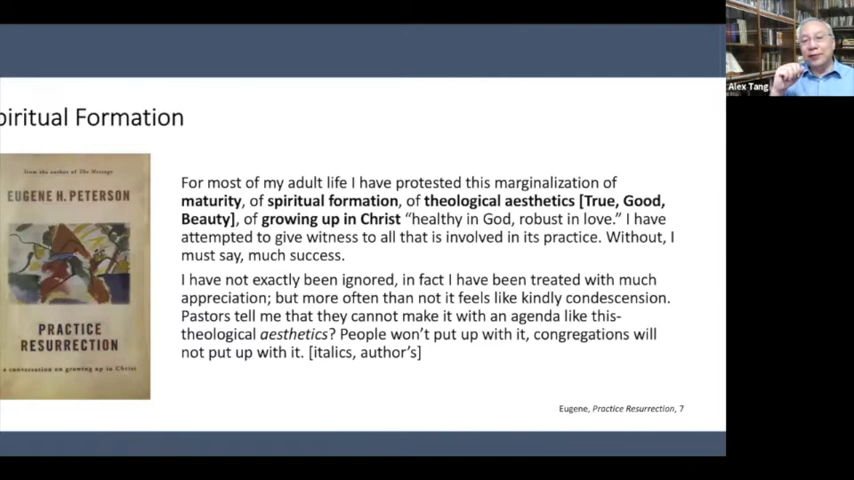 Alex Tang
piritual Formation
from the author of The Message
EUGENE H. PETERSON
PRACTICE
RESURRECTION
a conversation on growing up in Christ
For most of my adult life I have protested this marginalization of
maturity, of spiritual formation, of theological aesthetics [True, Good,
Beauty], of growing up in Christ “healthy in God, robust in love.” I have
attempted to give witness to all that is involved in its practice. Without, I
must say, much success.
I have not exactly been ignored, in fact I have been treated with much
appreciation; but more often than not it feels like kindly condescension.
Pastors tell me that they cannot make it with an agenda like this-
theological aesthetics? People won’t put up with it, congregations will
not put up with it. [italics, author’s]
Eugene, Practice Resurrection, 7